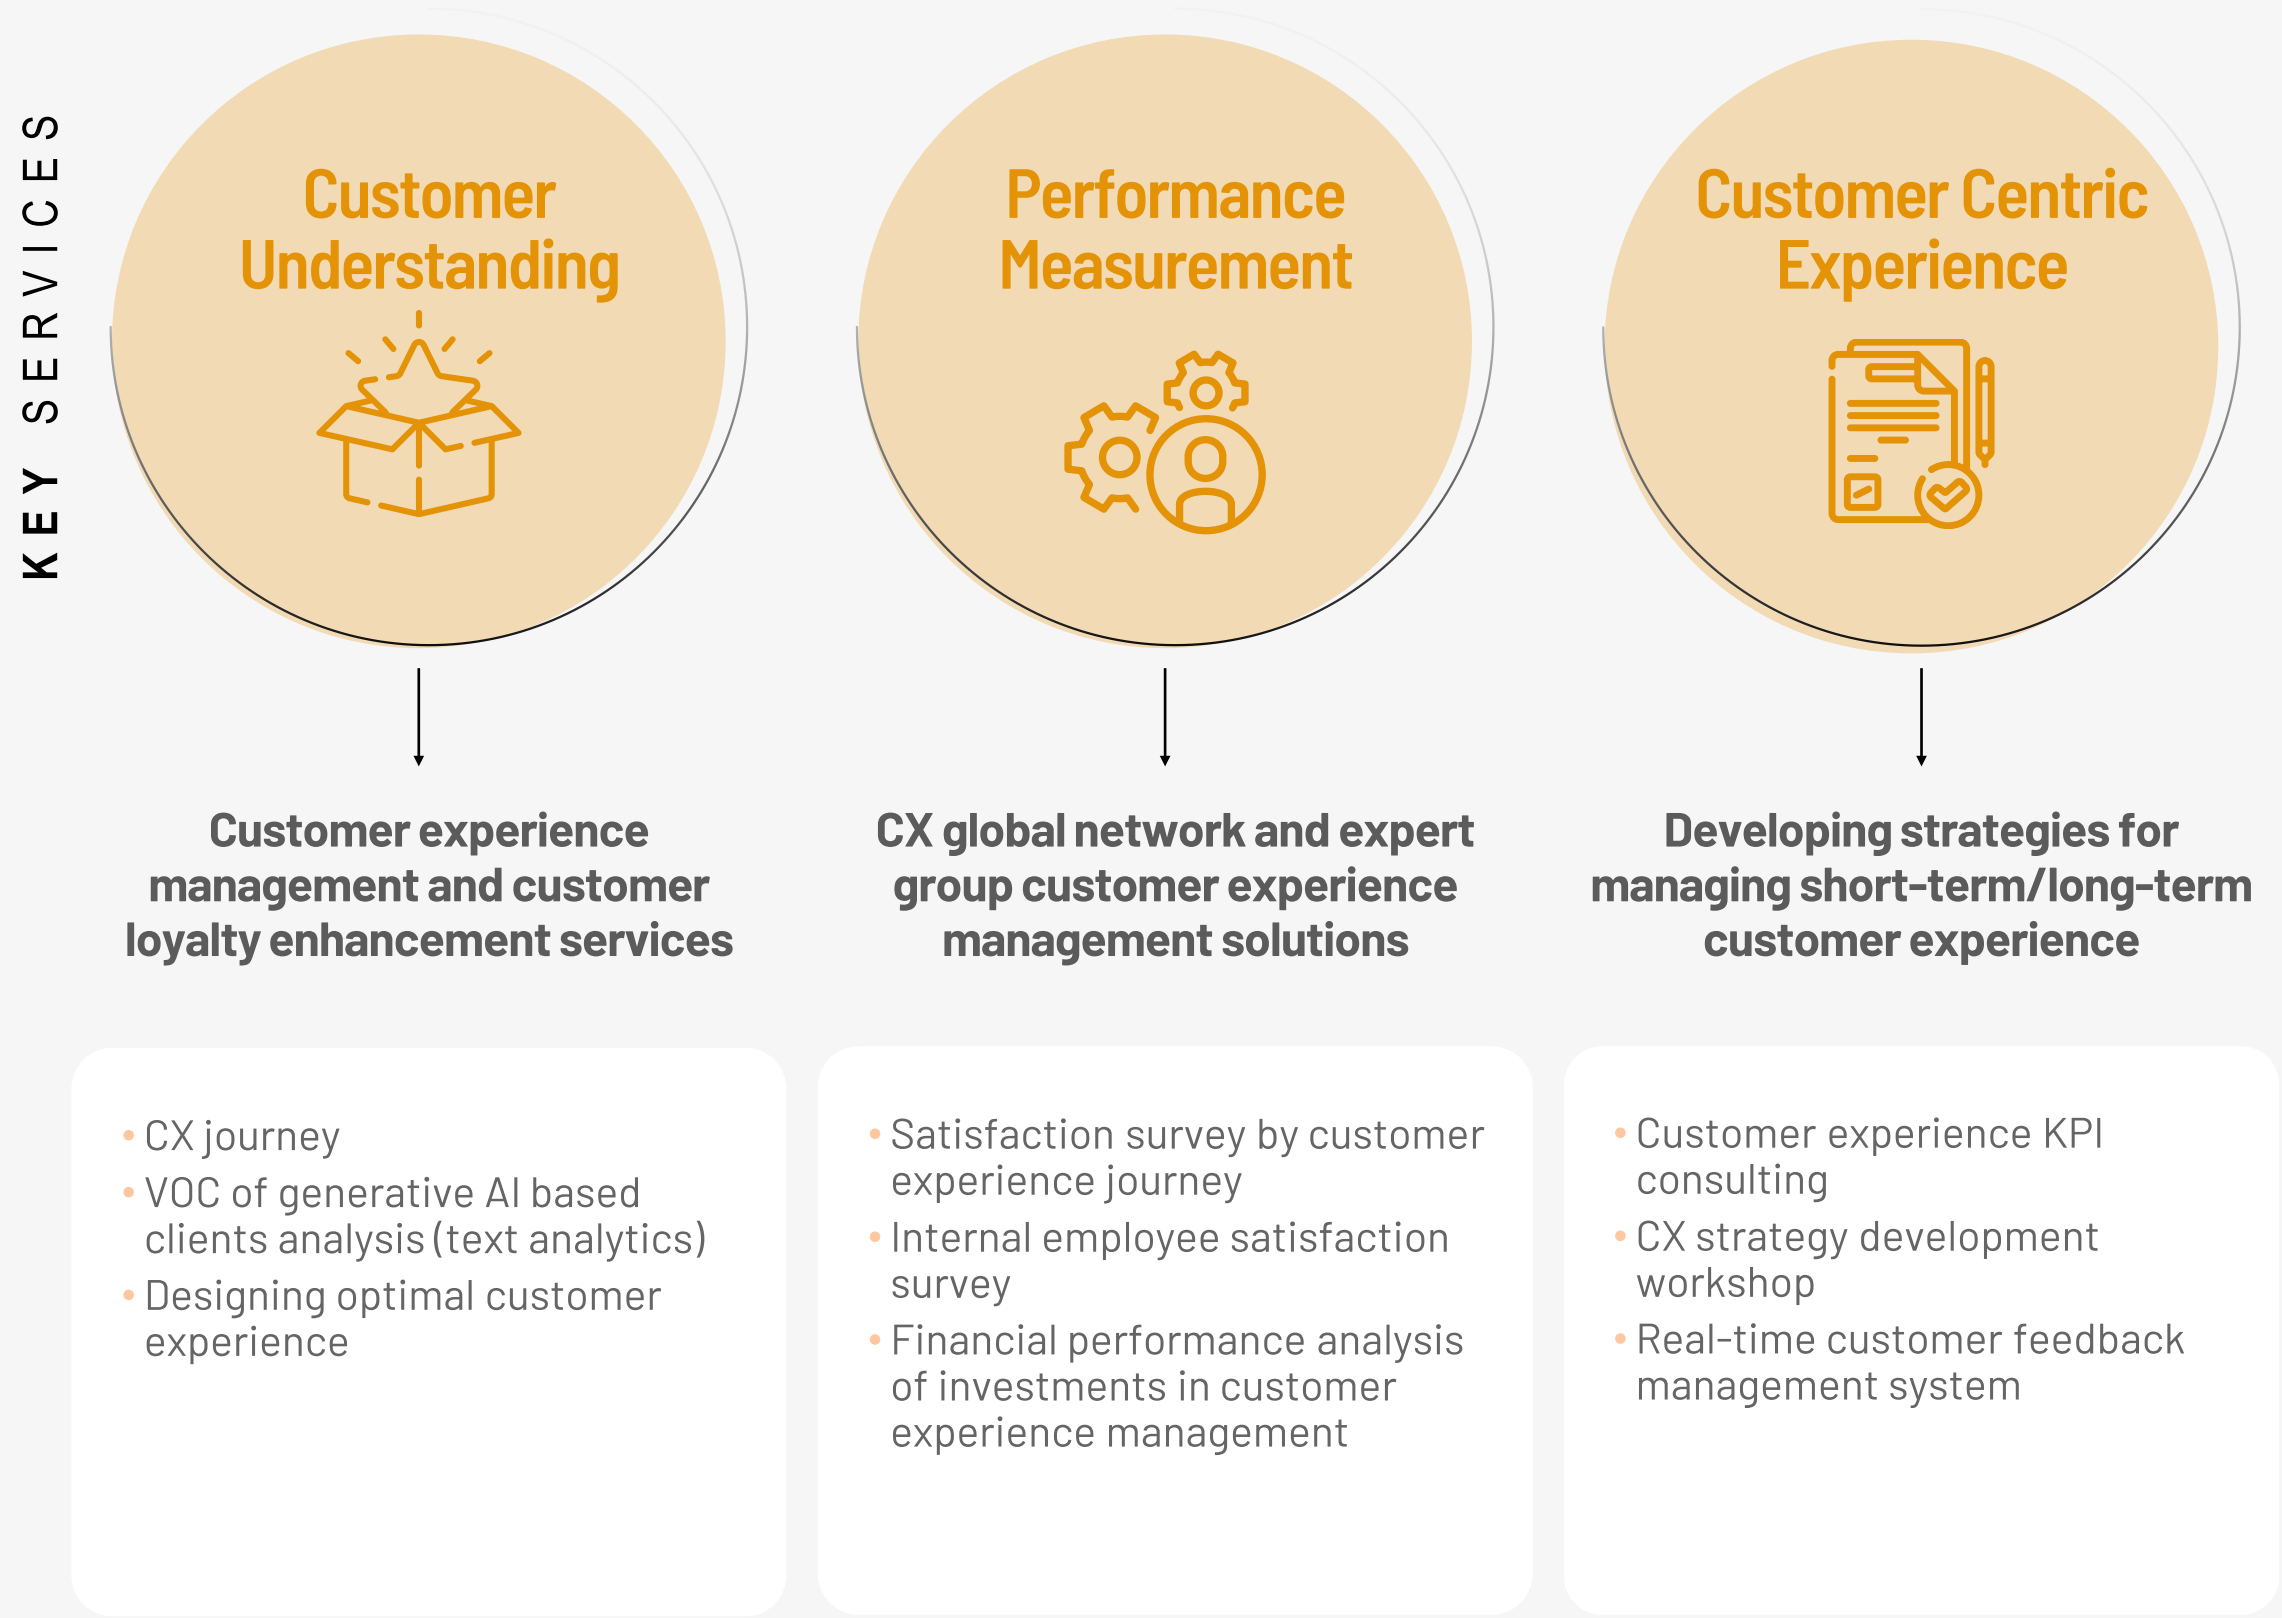 KEY SERVICES
Customer
Understanding
Customer experience
management and customer
loyalty enhancement services
• CX journey
• VOC of generative AI based
clients analysis (text analytics)
• Designing optimal customer
experience
Performance
Measurement
CX global network and expert
group customer experience
management solutions
• Satisfaction survey by customer
experience journey
• Internal employee satisfaction
survey
• Financial performance analysis
of investments in customer
experience management
Customer Centric
Experience
Developing strategies for
managing short-term/long-term
customer experience
• Customer experience KPI
consulting
• CX strategy development
workshop
• Real-time customer feedback
management system